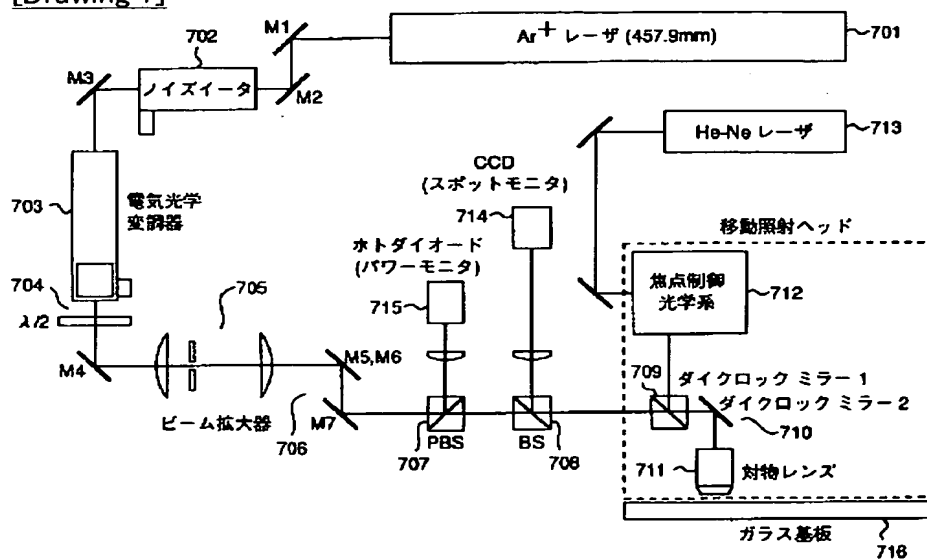 [Drawing 1]
M1
Ar+ レーザ (457.9mm)
701
702
ノイズイータ
M2
M3
He-Ne レーザ
713
CCD
(スポットモニタ)
714
703
電気光学
変調器
移動照射ヘッド
ホトダイオード
(パワーモニタ)
715
焦点制御
光学系
712
704
λ/2
705
M4
M5,M6
709
ダイクロック ミラー 1
ダイクロック ミラー 2
710
ビーム拡大器
706
M7
707
PBS
BS
708
711
対物レンズ
ガラス基板
716